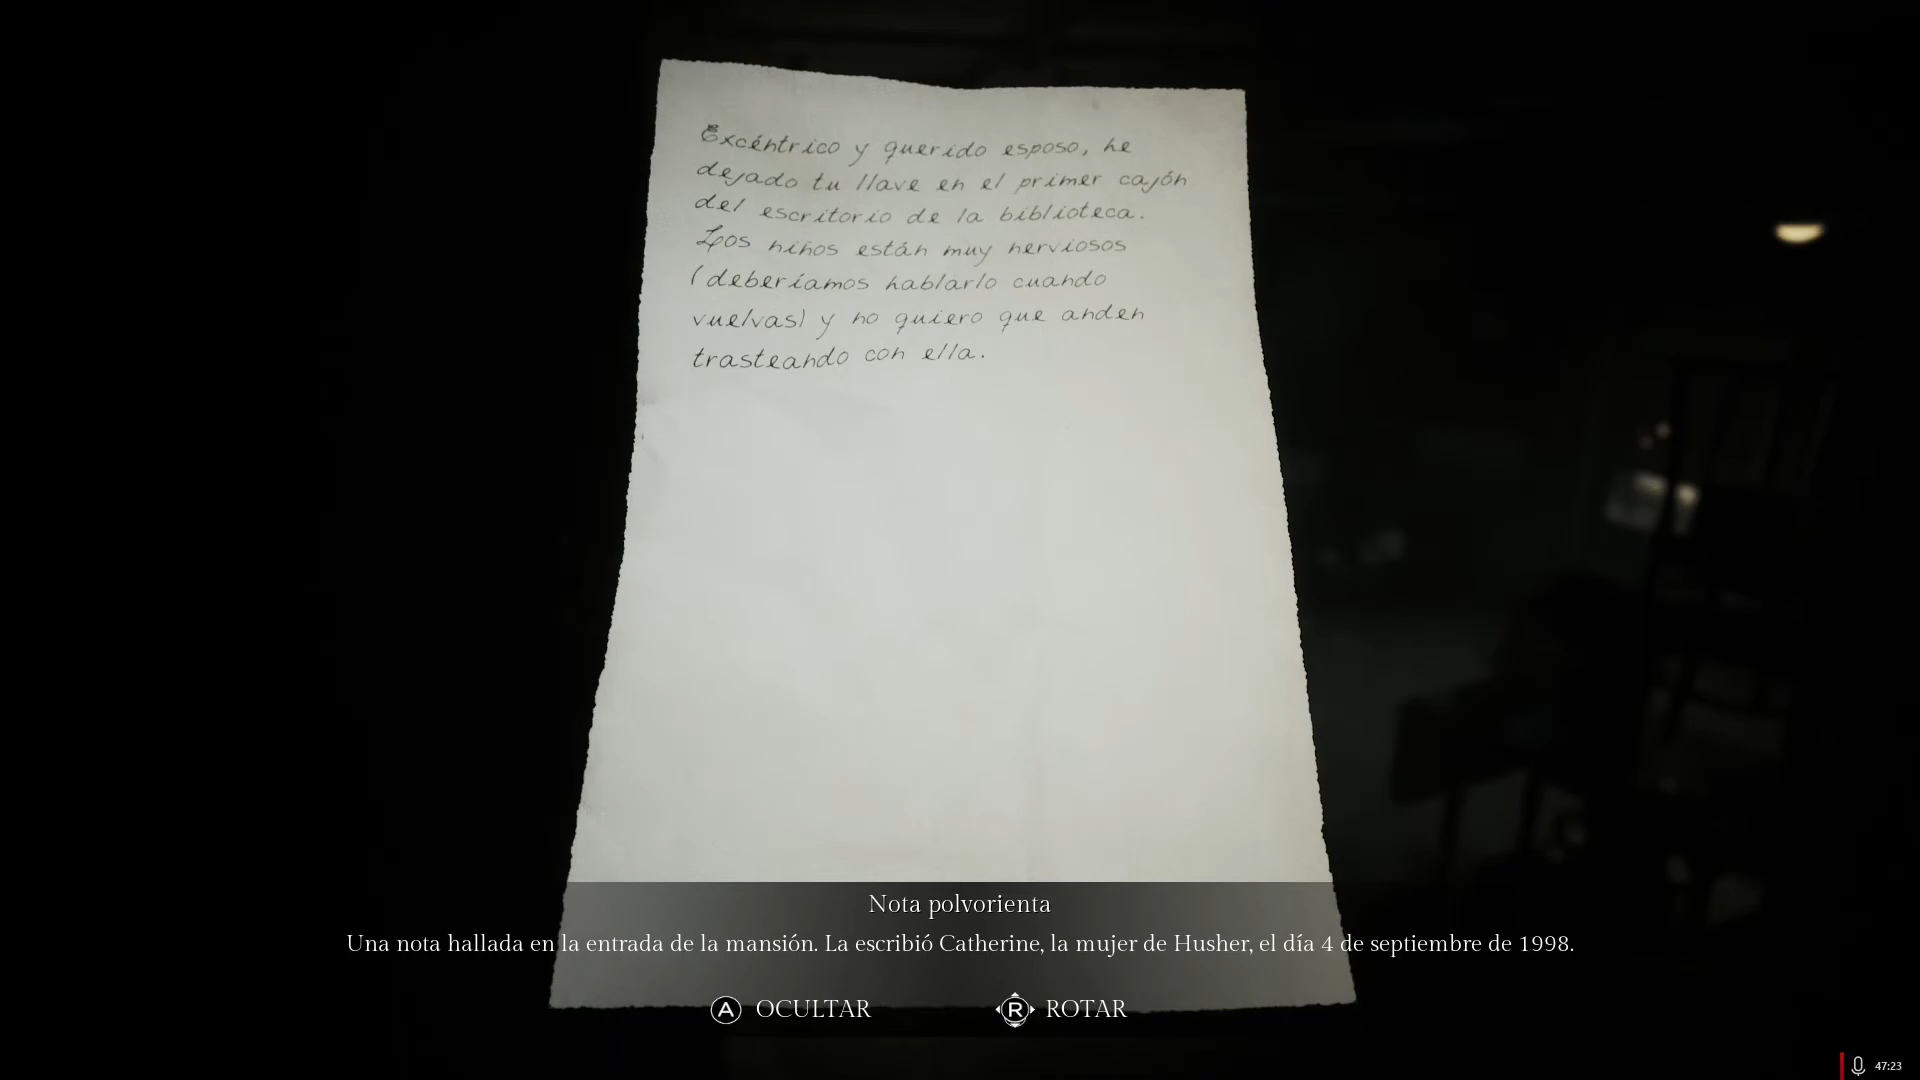 Excéntrico y querido esposo, he
dejado tu llave en el primer cajón
del escritorio de la biblioteca.
Los niños están muy nerviosos
(deberíamos hablarlo cuando
vuelvas) y no quiero que anden
trasteando con ella.
Nota polvorienta
Una nota hallada en la entrada de la mansión. La escribió Catherine, la mujer de Husher, el día 4 de septiembre de 1998.
A OCULTAR R ROTAR
47:23